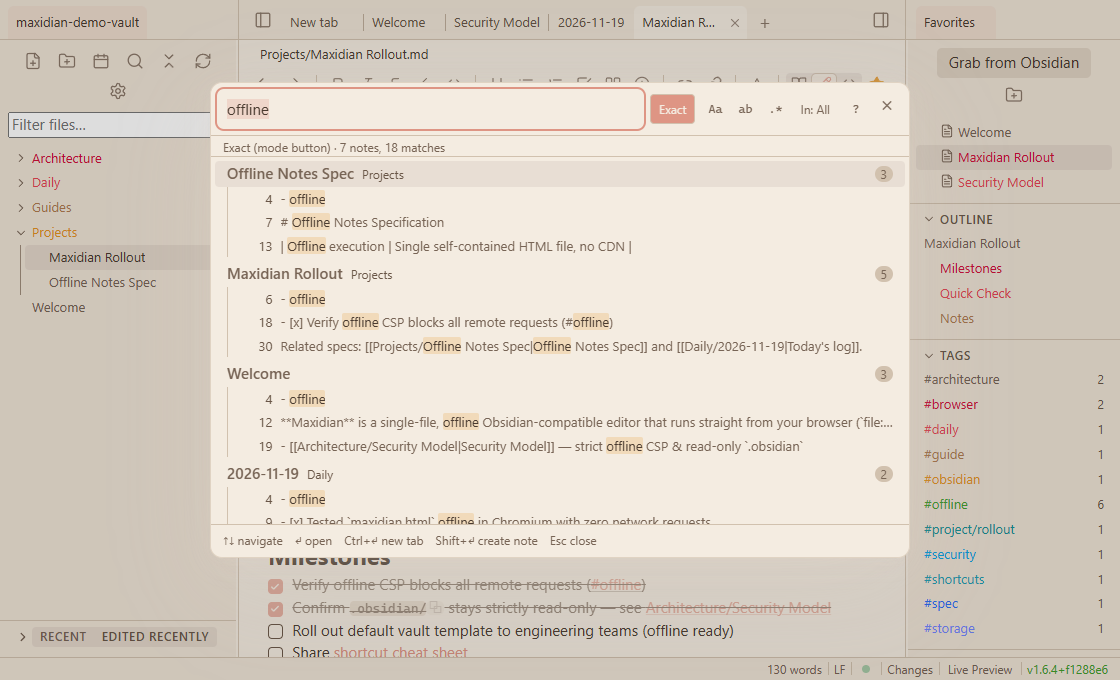 maxidian-demo-vault
New tab
Welcome
Security Model
2026-11-19
Maxidian R...
Favorites
Projects/Maxidian Rollout.md
Filter files...
Architecture
Daily
Guides
Projects
Maxidian Rollout
Offline Notes Spec
Welcome
RECENT EDITED RECENTLY
offline
Exact Aa ab .* In: All ?
Exact (mode button) · 7 notes, 18 matches
Offline Notes Spec Projects 3
4 - offline
7 # Offline Notes Specification
13 | Offline execution | Single self-contained HTML file, no CDN |
Maxidian Rollout Projects 5
6 - offline
18 - [x] Verify offline CSP blocks all remote requests (#offline)
30 Related specs: [[Projects/Offline Notes Spec|Offline Notes Spec]] and [[Daily/2026-11-19|Today's log]].
Welcome 3
4 - offline
12 **Maxidian** is a single-file, offline Obsidian-compatible editor that runs straight from your browser (`file:...
19 - [[Architecture/Security Model|Security Model]] — strict offline CSP & read-only `.obsidian`
2026-11-19 Daily 2
4 - offline
9 - [x] Tested `maxidian.html` offline in Chromium with zero network requests
↑↓ navigate ↵ open Ctrl+↵ new tab Shift+↵ create note Esc close
Milestones
Verify offline CSP blocks all remote requests (#offline)
Confirm .obsidian/ stays strictly read-only — see Architecture/Security Model
Roll out default vault template to engineering teams (offline ready)
Share shortcut cheat sheet
Grab from Obsidian
Welcome
Maxidian Rollout
Security Model
OUTLINE
Maxidian Rollout
Milestones
Quick Check
Notes
TAGS
#architecture 2
#browser 2
#daily 1
#guide 1
#obsidian 1
#offline 6
#project/rollout 1
#security 1
#shortcuts 1
#spec 1
#storage 1
130 words LF Changes Live Preview v1.6.4+f1288e6